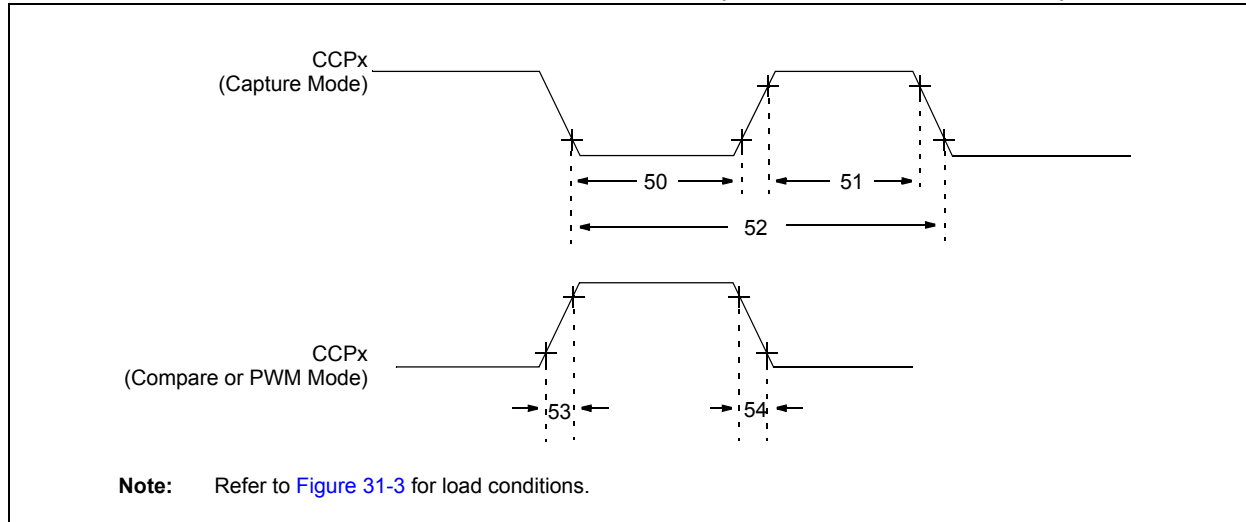 CCPx
(Capture Mode)
50
51
52
CCPx
(Compare or PWM Mode)
53
54
Note: Refer to Figure 31-3 for load conditions.